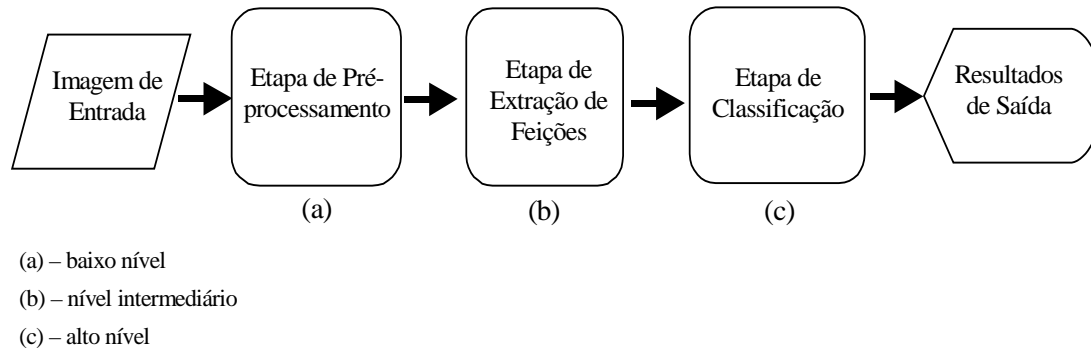 Imagem de
Entrada
Etapa de Pré-
processamento
Etapa de
Extração de
Feições
Etapa de
Classificação
Resultados
de Saída
(a)
(b)
(c)
(a) – baixo nível
(b) – nível intermediário
(c) – alto nível